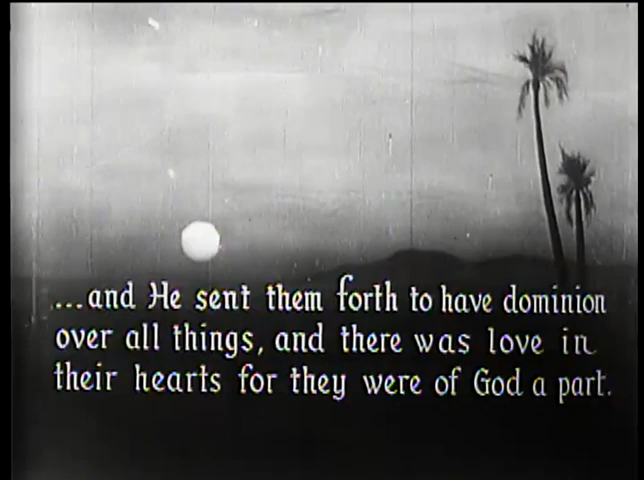 ...and He sent them forth to have dominion
over all things, and there was love in
their hearts for they were of God a part.